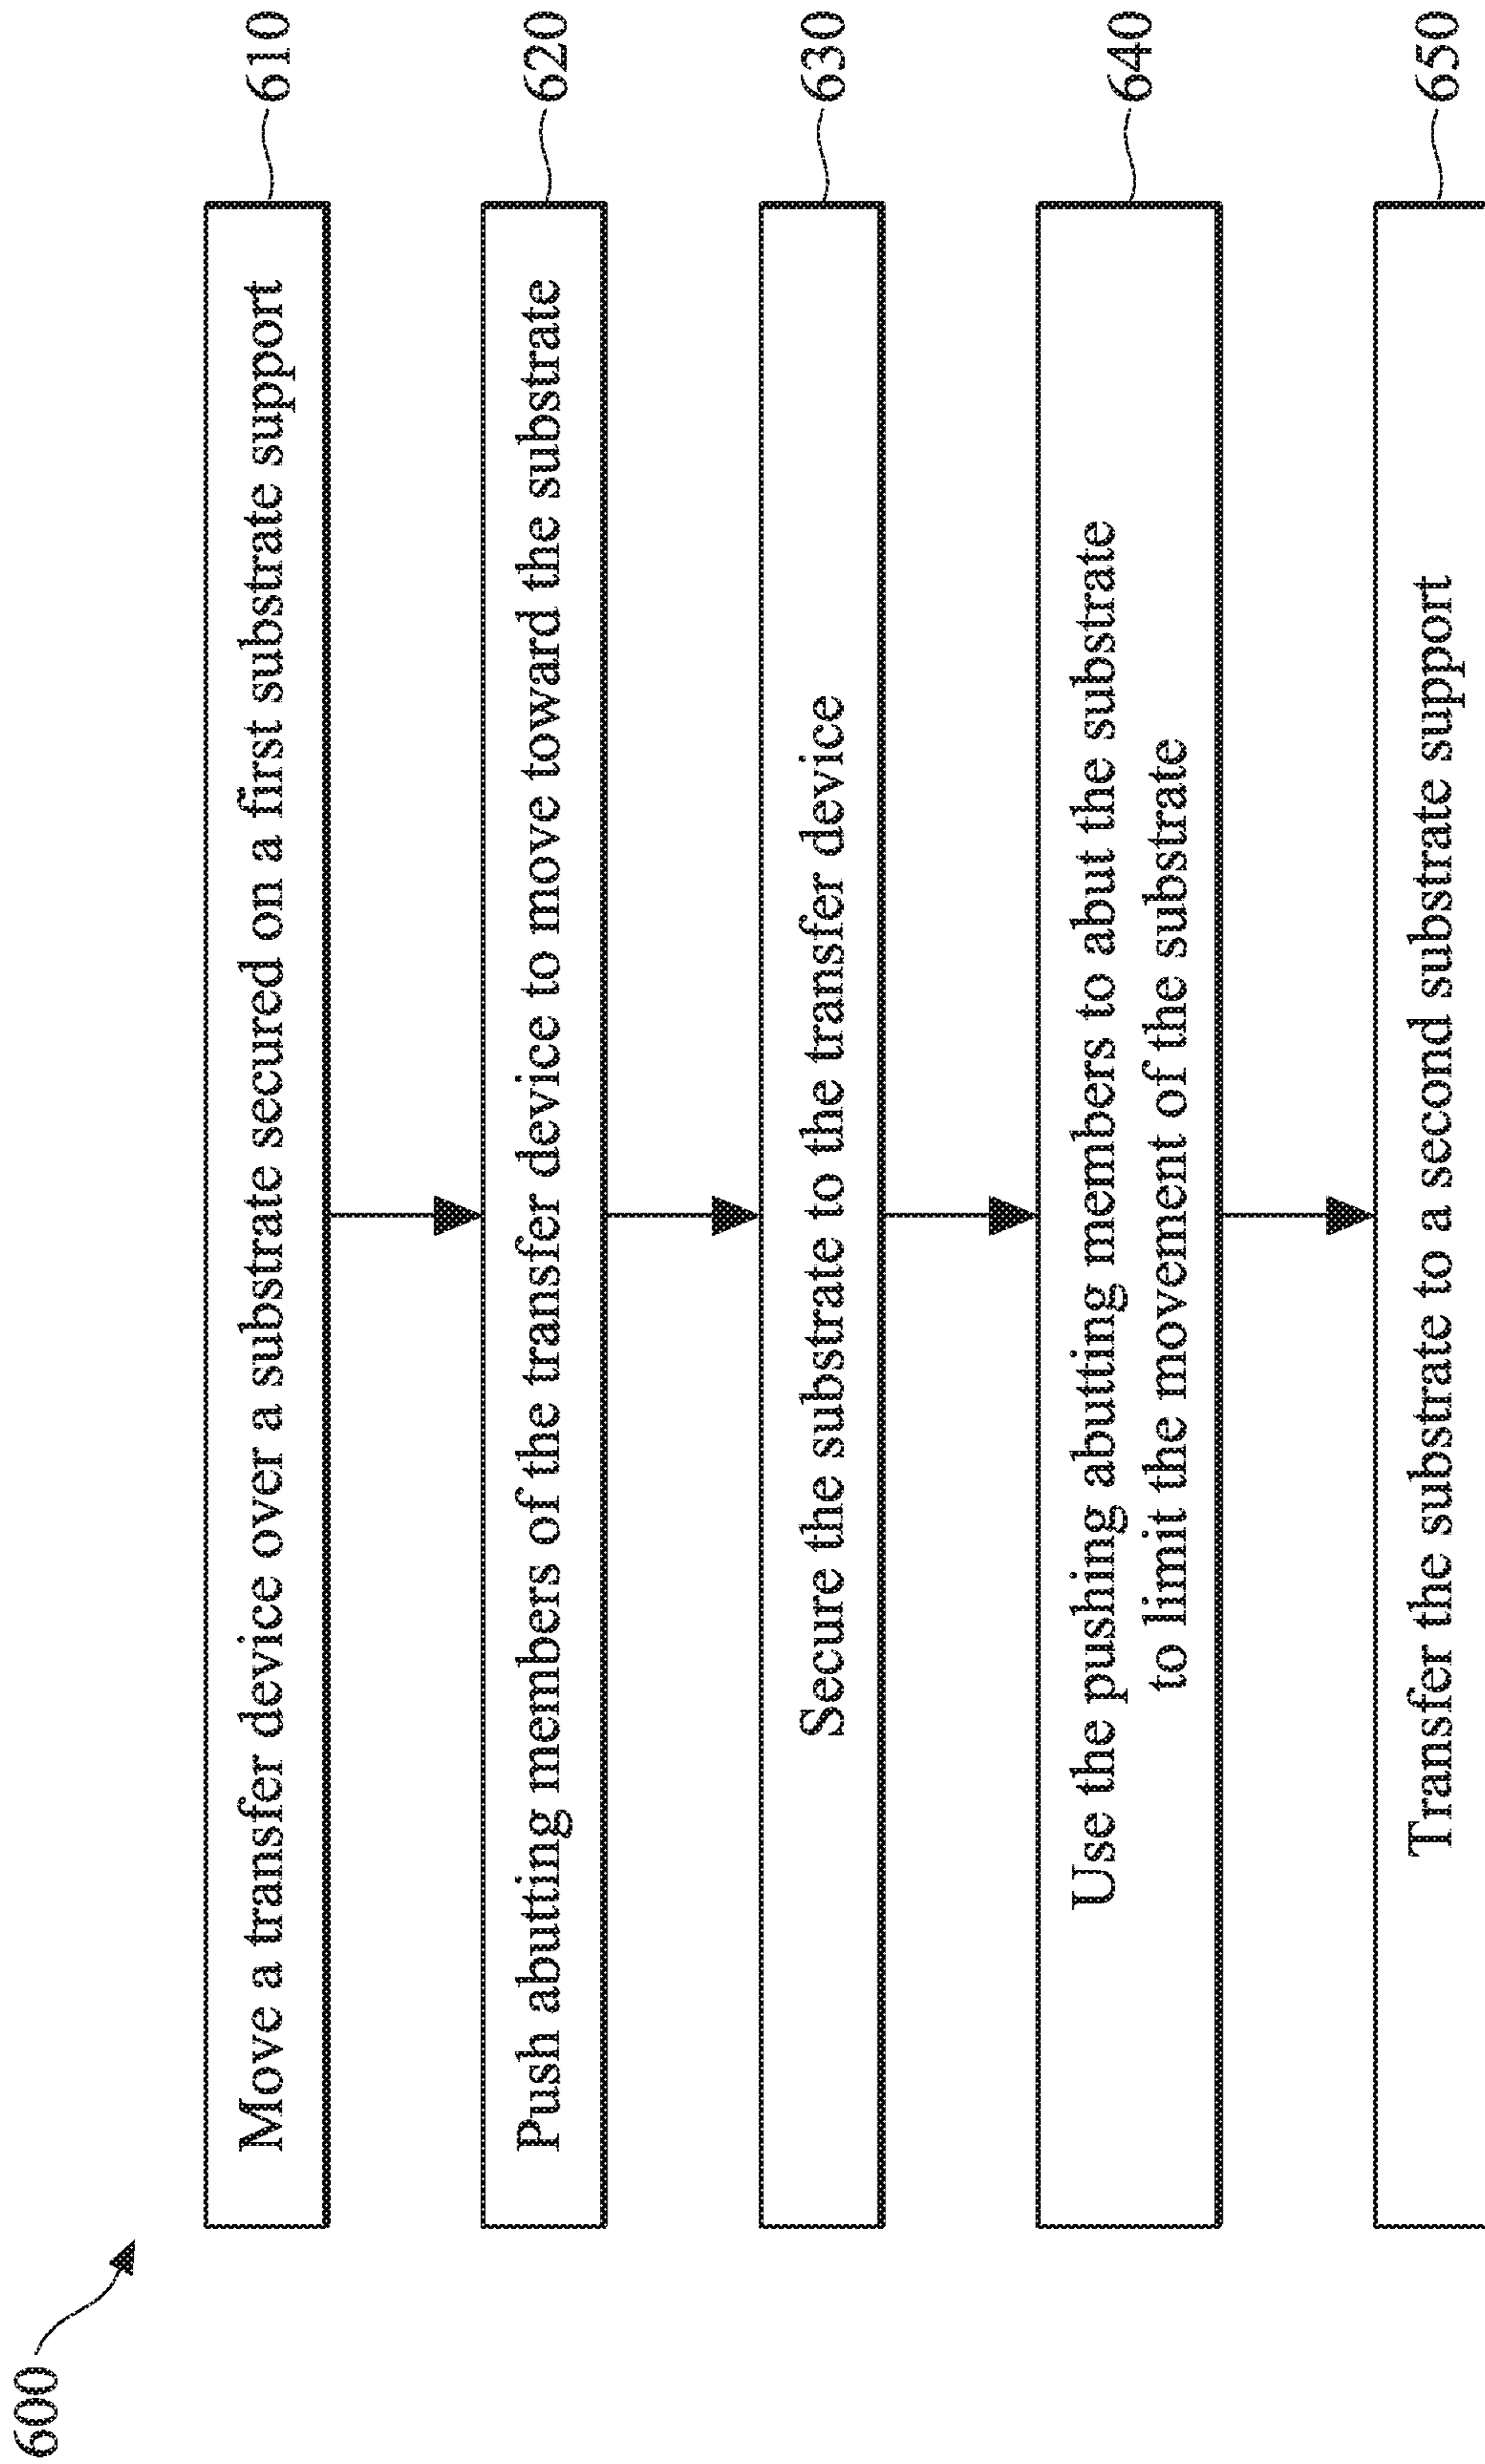 600
Move a transfer device over a substrate secured on a first substrate support
610
Push abutting members of the transfer device to move toward the substrate
620
Secure the substrate to the transfer device
630
Use the pushing abutting members to abut the substrate
to limit the movement of the substrate
640
Transfer the substrate to a second substrate support
650